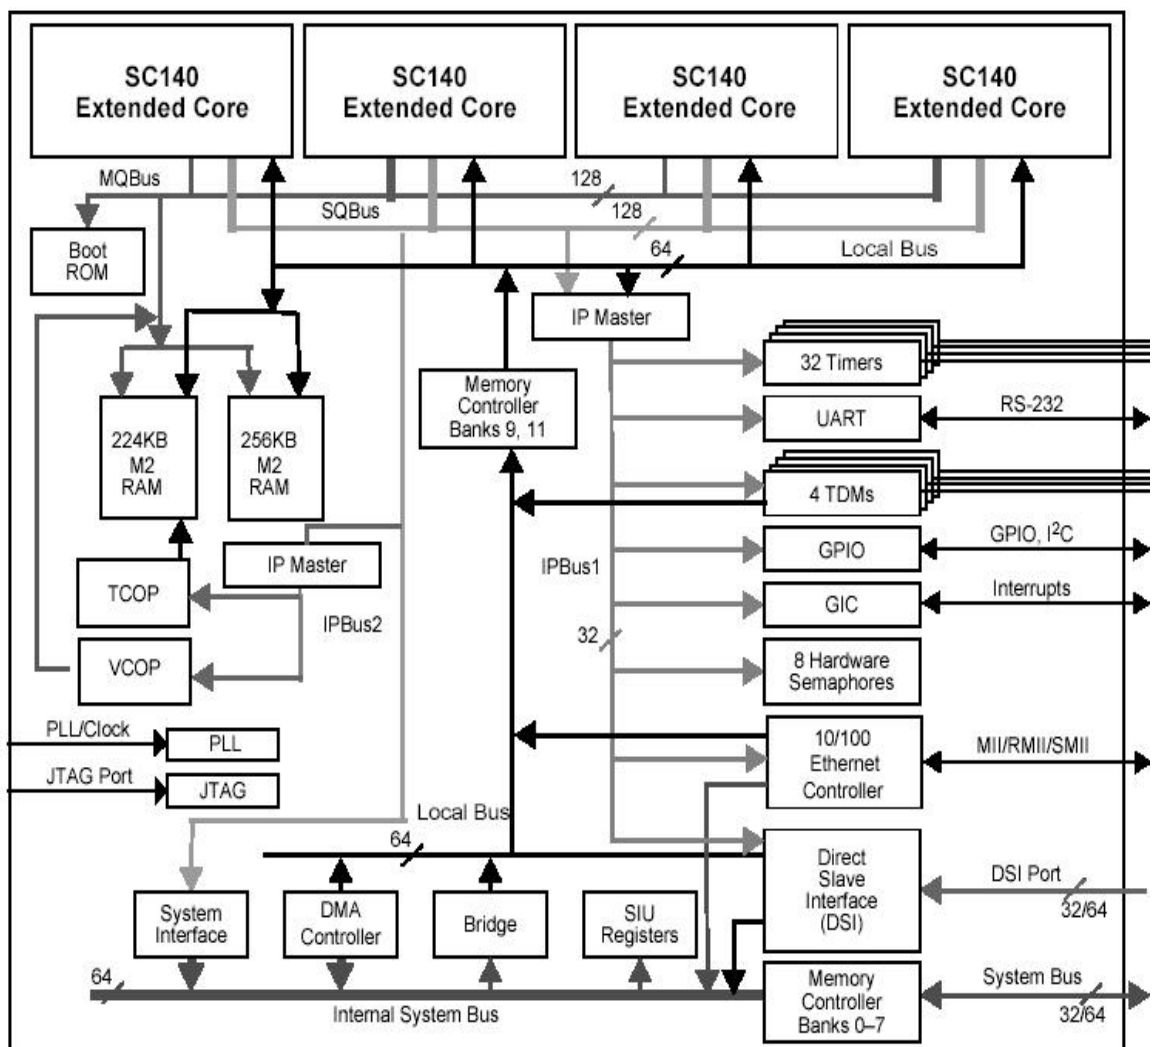 SC140
Extended Core
SC140
Extended Core
SC140
Extended Core
SC140
Extended Core
MQBus
128
SQBus
128
64
Local Bus
Boot
ROM
IP Master
32 Timers
Memory
Controller
Banks 9, 11
UART
RS-232
224KB
M2
RAM
256KB
M2
RAM
4 TDMs
IP Master
IPBus1
GPIO
GPIO, I²C
TCOP
GIC
Interrupts
IPBus2
32
VCOP
8 Hardware
Semaphores
PLL/Clock
PLL
10/100
Ethernet
Controller
MII/RMII/SMII
JTAG Port
JTAG
Local Bus
64
Direct
Slave
Interface
(DSI)
DSI Port
32/64
System
Interface
DMA
Controller
Bridge
SIU
Registers
64
Internal System Bus
Memory
Controller
Banks 0–7
System Bus
32/64